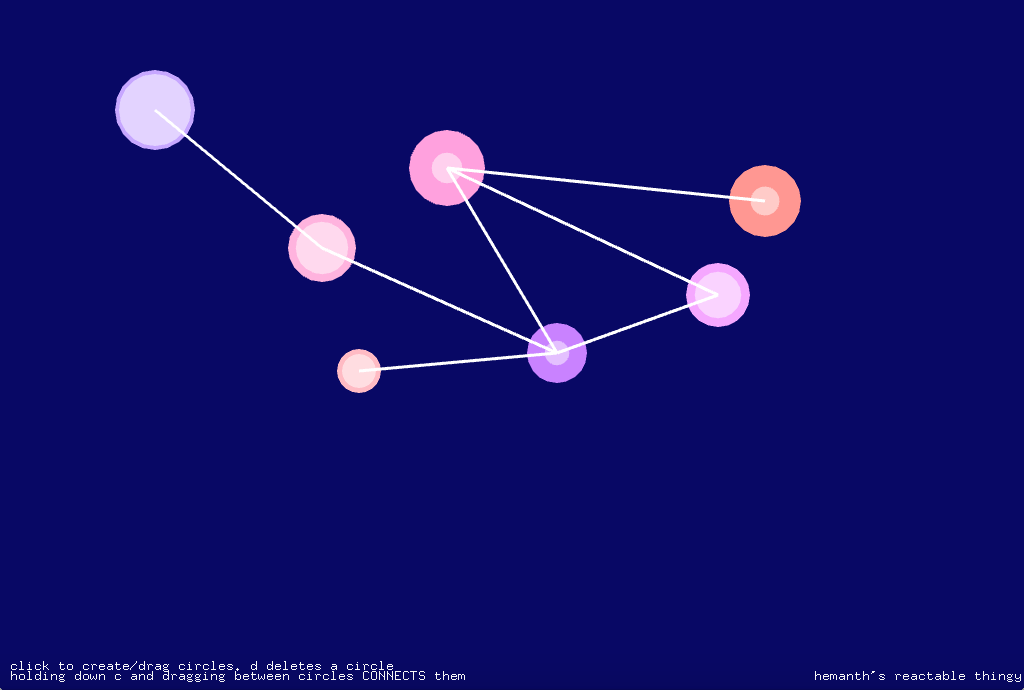 click to create/drag circles, d deletes a circle
holding down c and dragging between circles CONNECTS them
hemanth's reactable thingy